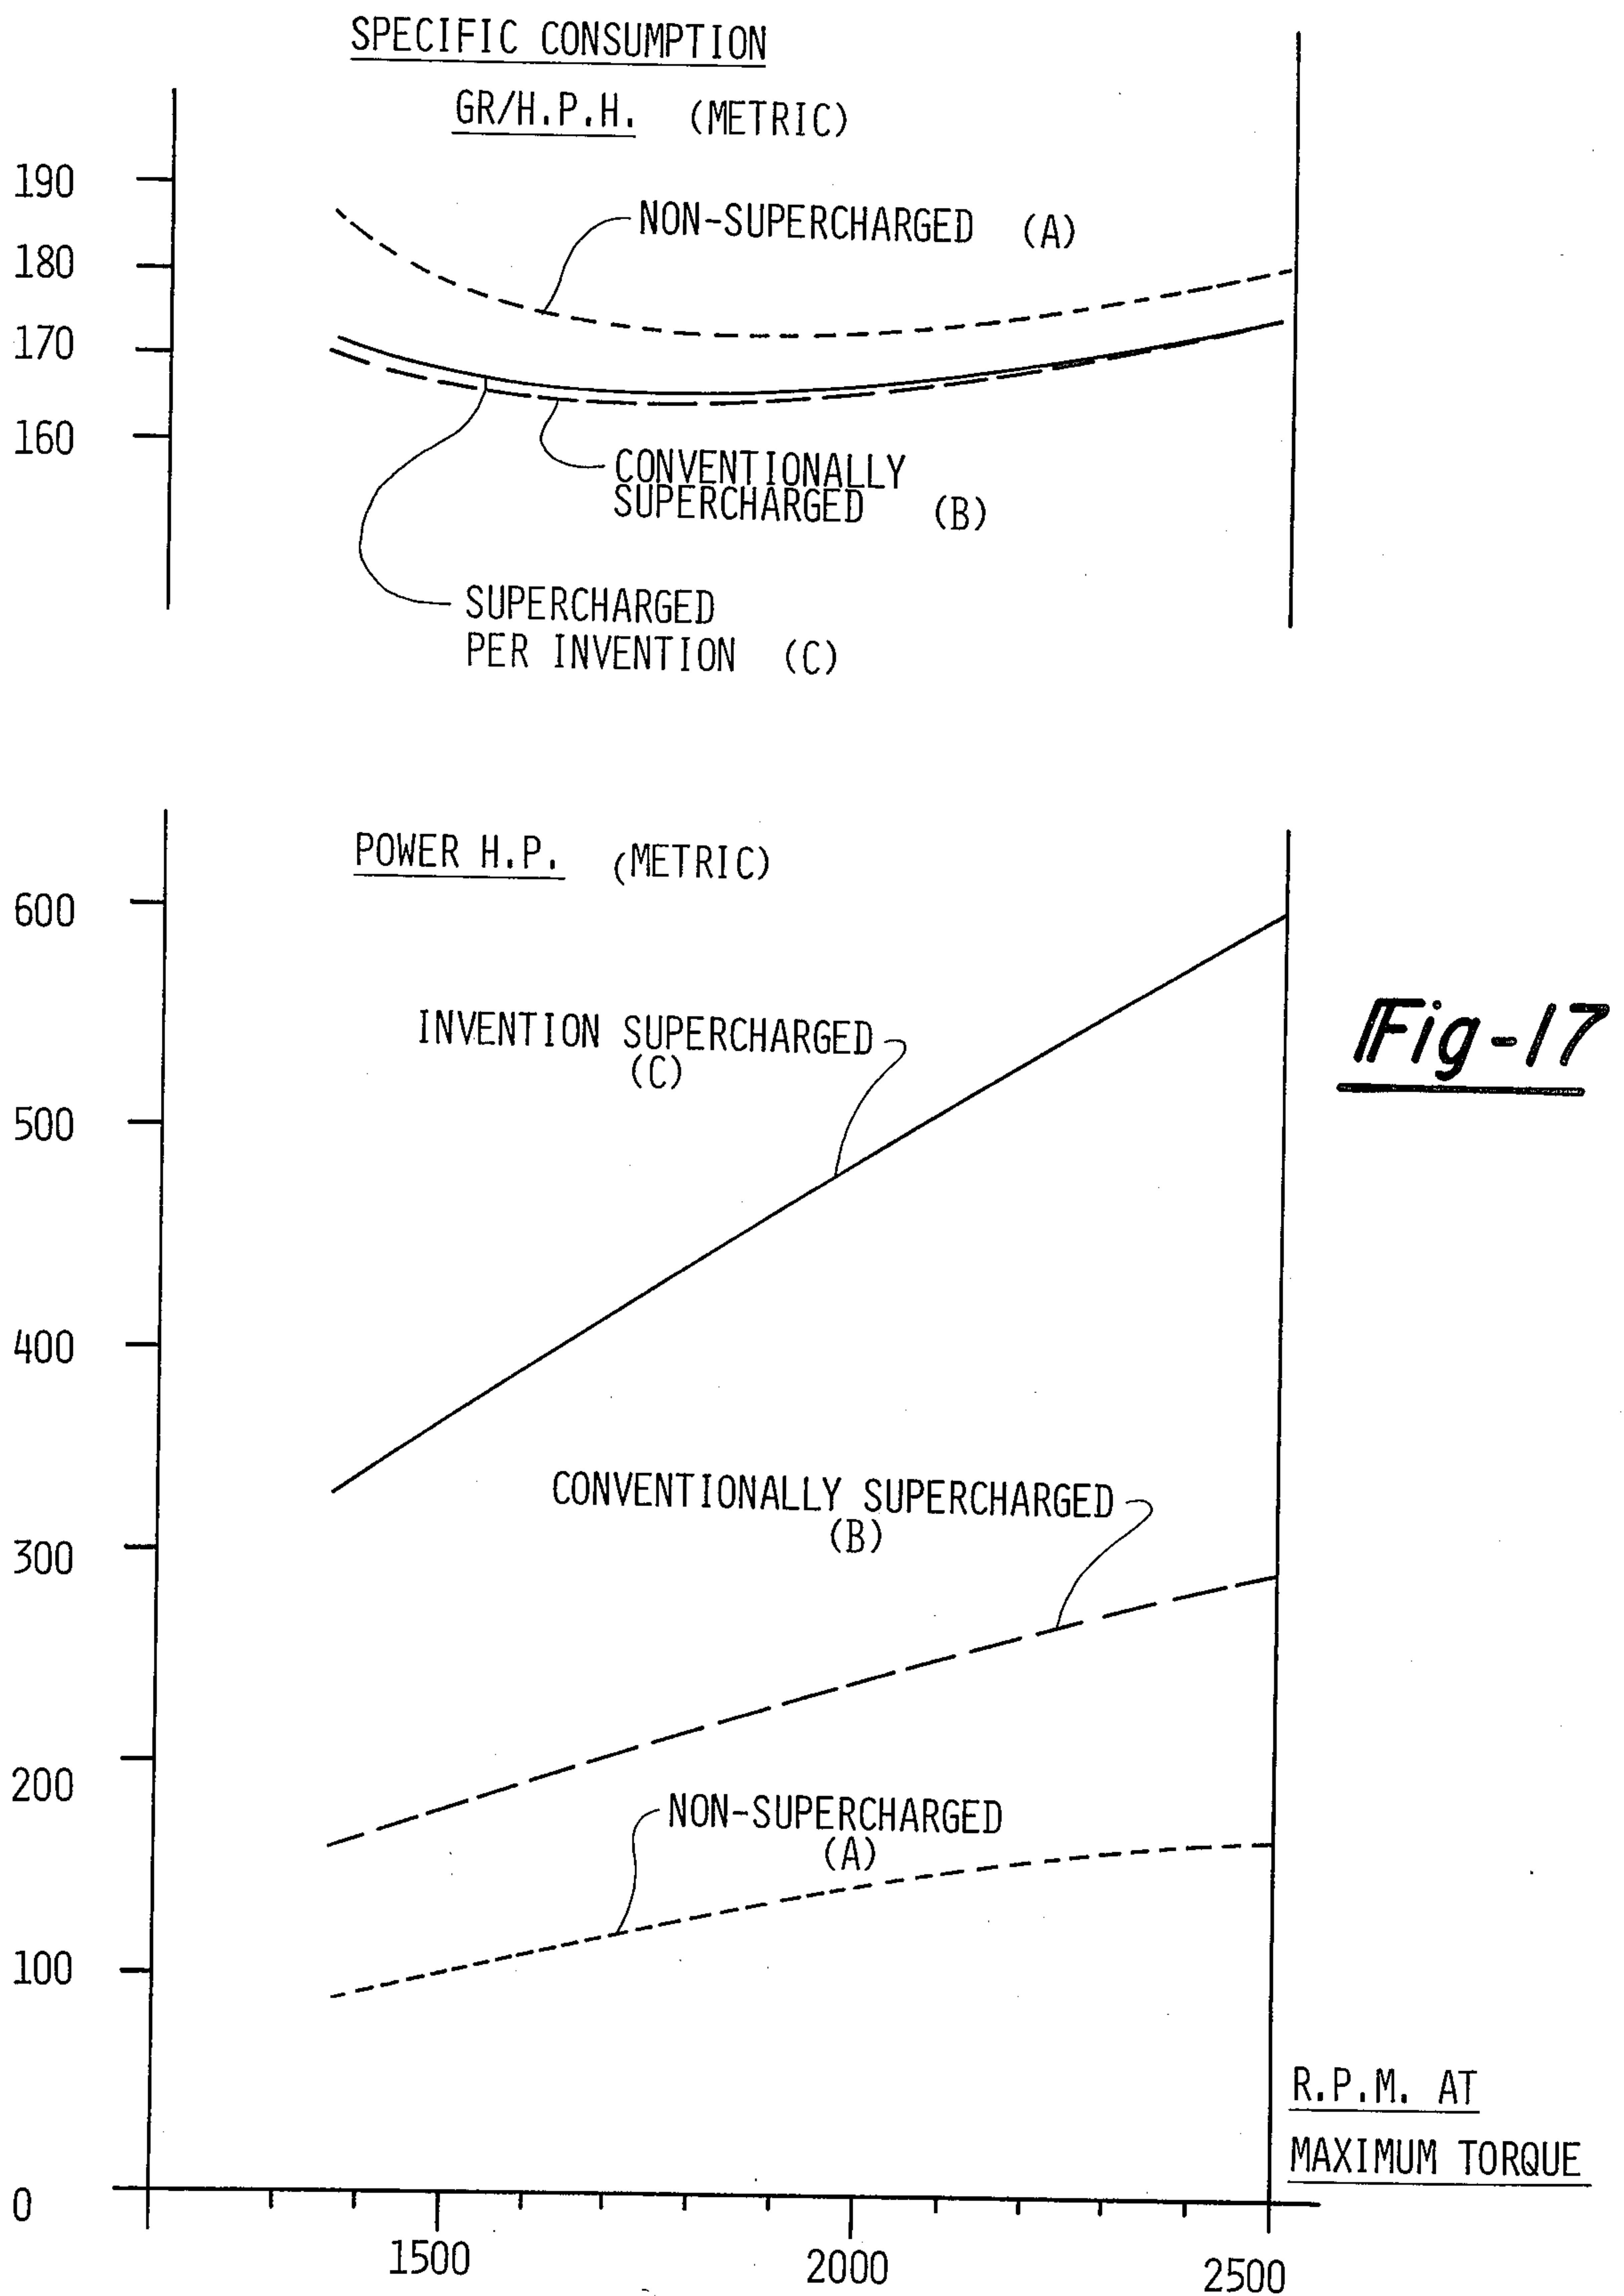 SPECIFIC CONSUMPTION
GR/H.P.H. (METRIC)
190
180
170
160
NON-SUPERCHARGED (A)
CONVENTIONALLY
SUPERCHARGED (B)
SUPERCHARGED
PER INVENTION (C)
POWER H.P. (METRIC)
600
500
400
300
200
100
0
INVENTION SUPERCHARGED
(C)
CONVENTIONALLY SUPERCHARGED
(B)
NON-SUPERCHARGED
(A)
Fig-17
R.P.M. AT
MAXIMUM TORQUE
1500
2000
2500